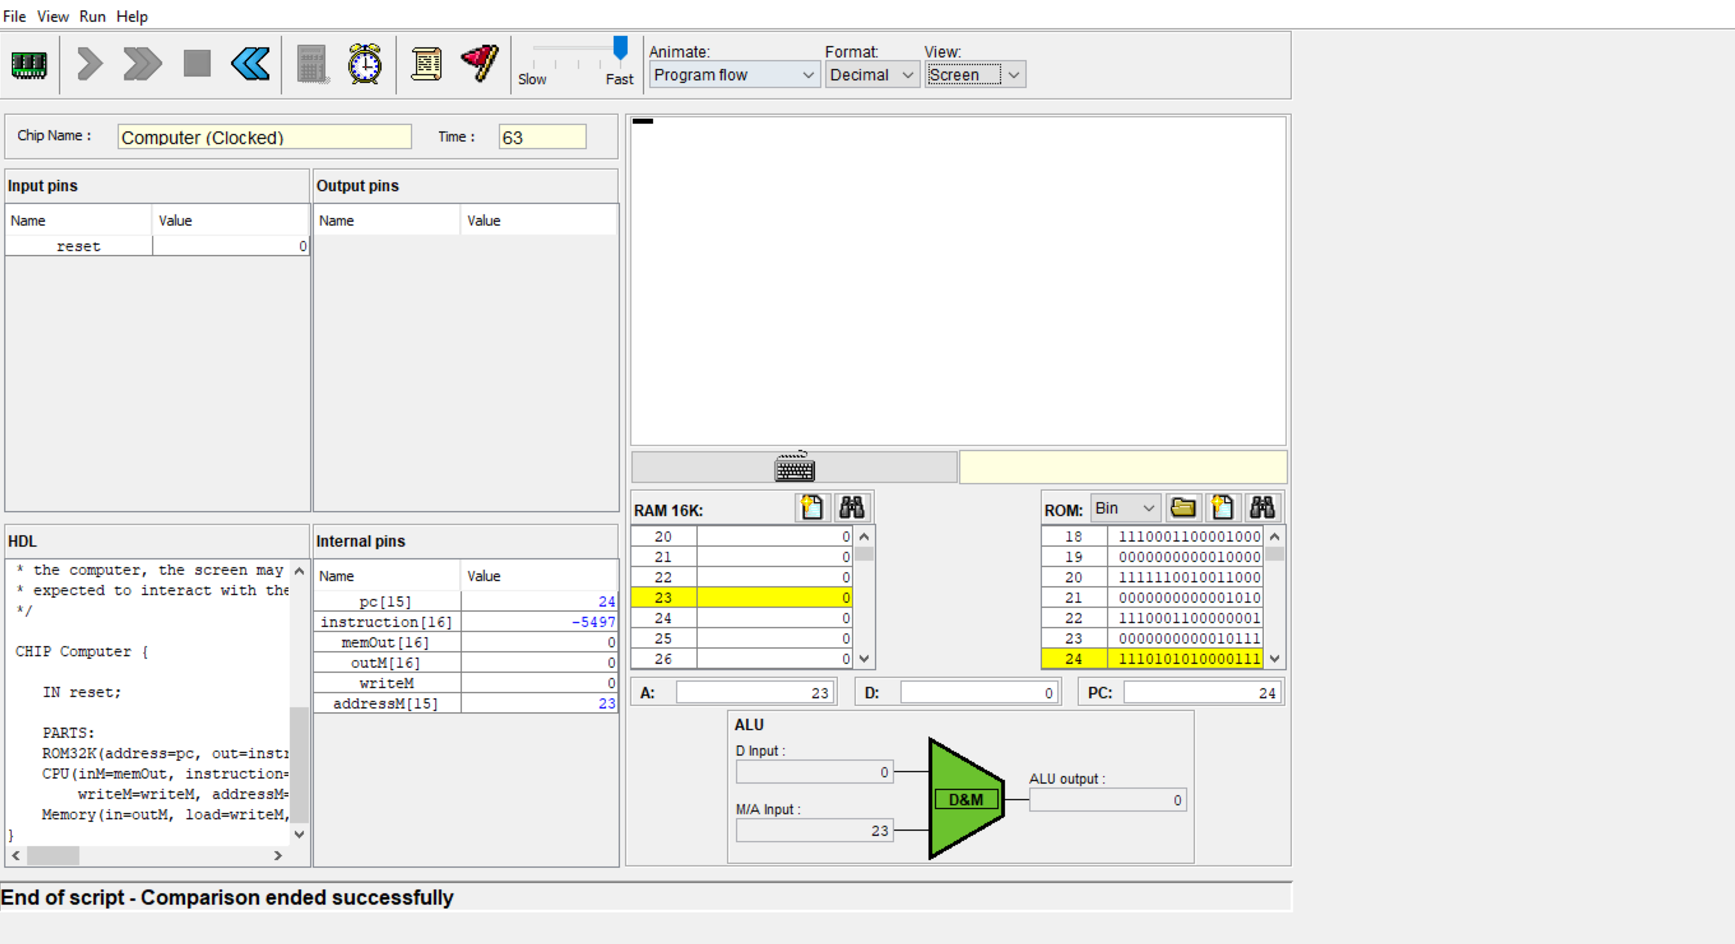 File View Run Help
Slow Fast
Animate: Format: View:
Program flow Decimal Screen
Chip Name : Computer (Clocked) Time : 63
Input pins
Name Value
reset 0
Output pins
Name Value
HDL
* the computer, the screen may
* expected to interact with the
*/
CHIP Computer {
IN reset;
PARTS:
ROM32K(address=pc, out=instr
CPU(inM=memOut, instruction=
writeM=writeM, addressM=
Memory(in=outM, load=writeM,
}
Internal pins
Name Value
pc[15] 24
instruction[16] -5497
memOut[16] 0
outM[16] 0
writeM 0
addressM[15] 23
RAM 16K:
20 0
21 0
22 0
23 0
24 0
25 0
26 0
ROM: Bin
18 1110001100001000
19 0000000000010000
20 1111110010011000
21 0000000000001010
22 1110001100000001
23 0000000000010111
24 1110101010000111
A: 23 D: 0 PC: 24
ALU
D Input :
0
M/A Input :
23
D&M
ALU output :
0
End of script - Comparison ended successfully